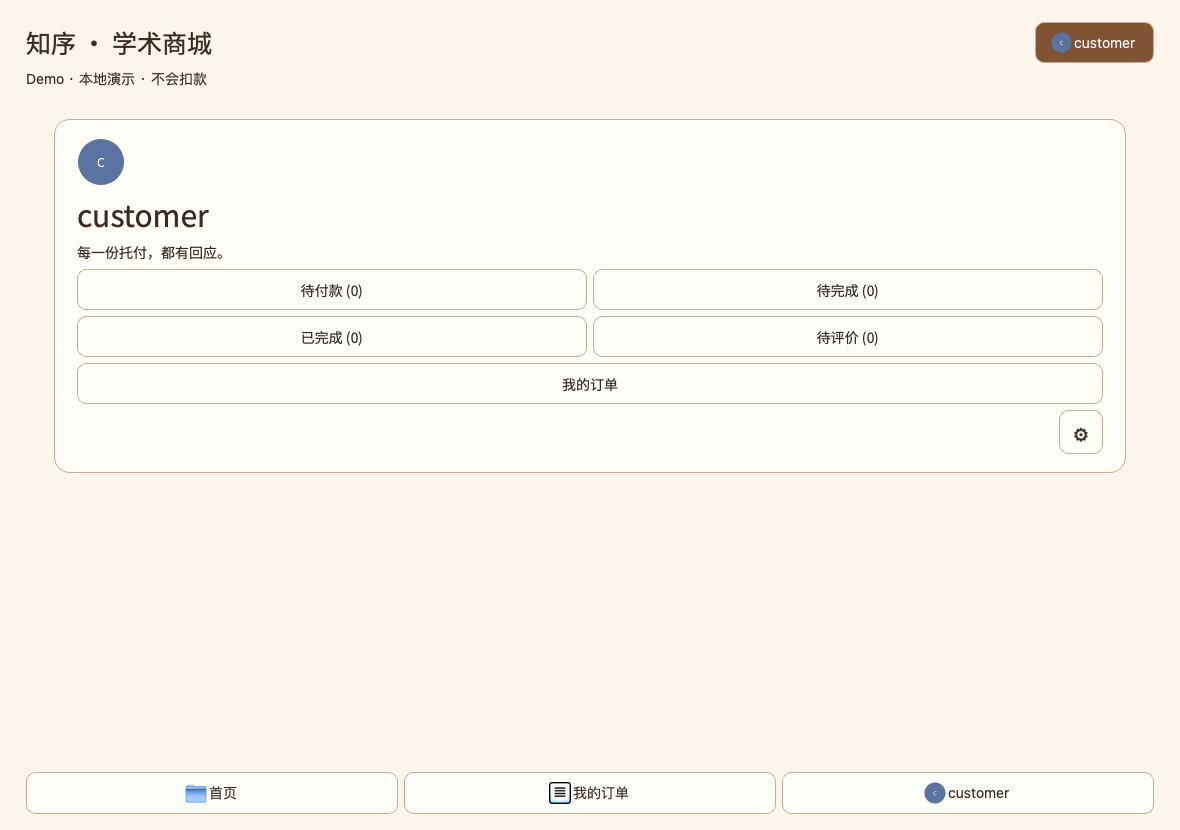 知序 · 学术商城
c customer
Demo · 本地演示 · 不会扣款
C
customer
每一份托付，都有回应。
待付款 (0)
待完成 (0)
已完成 (0)
待评价 (0)
我的订单
首页
我的订单
c customer